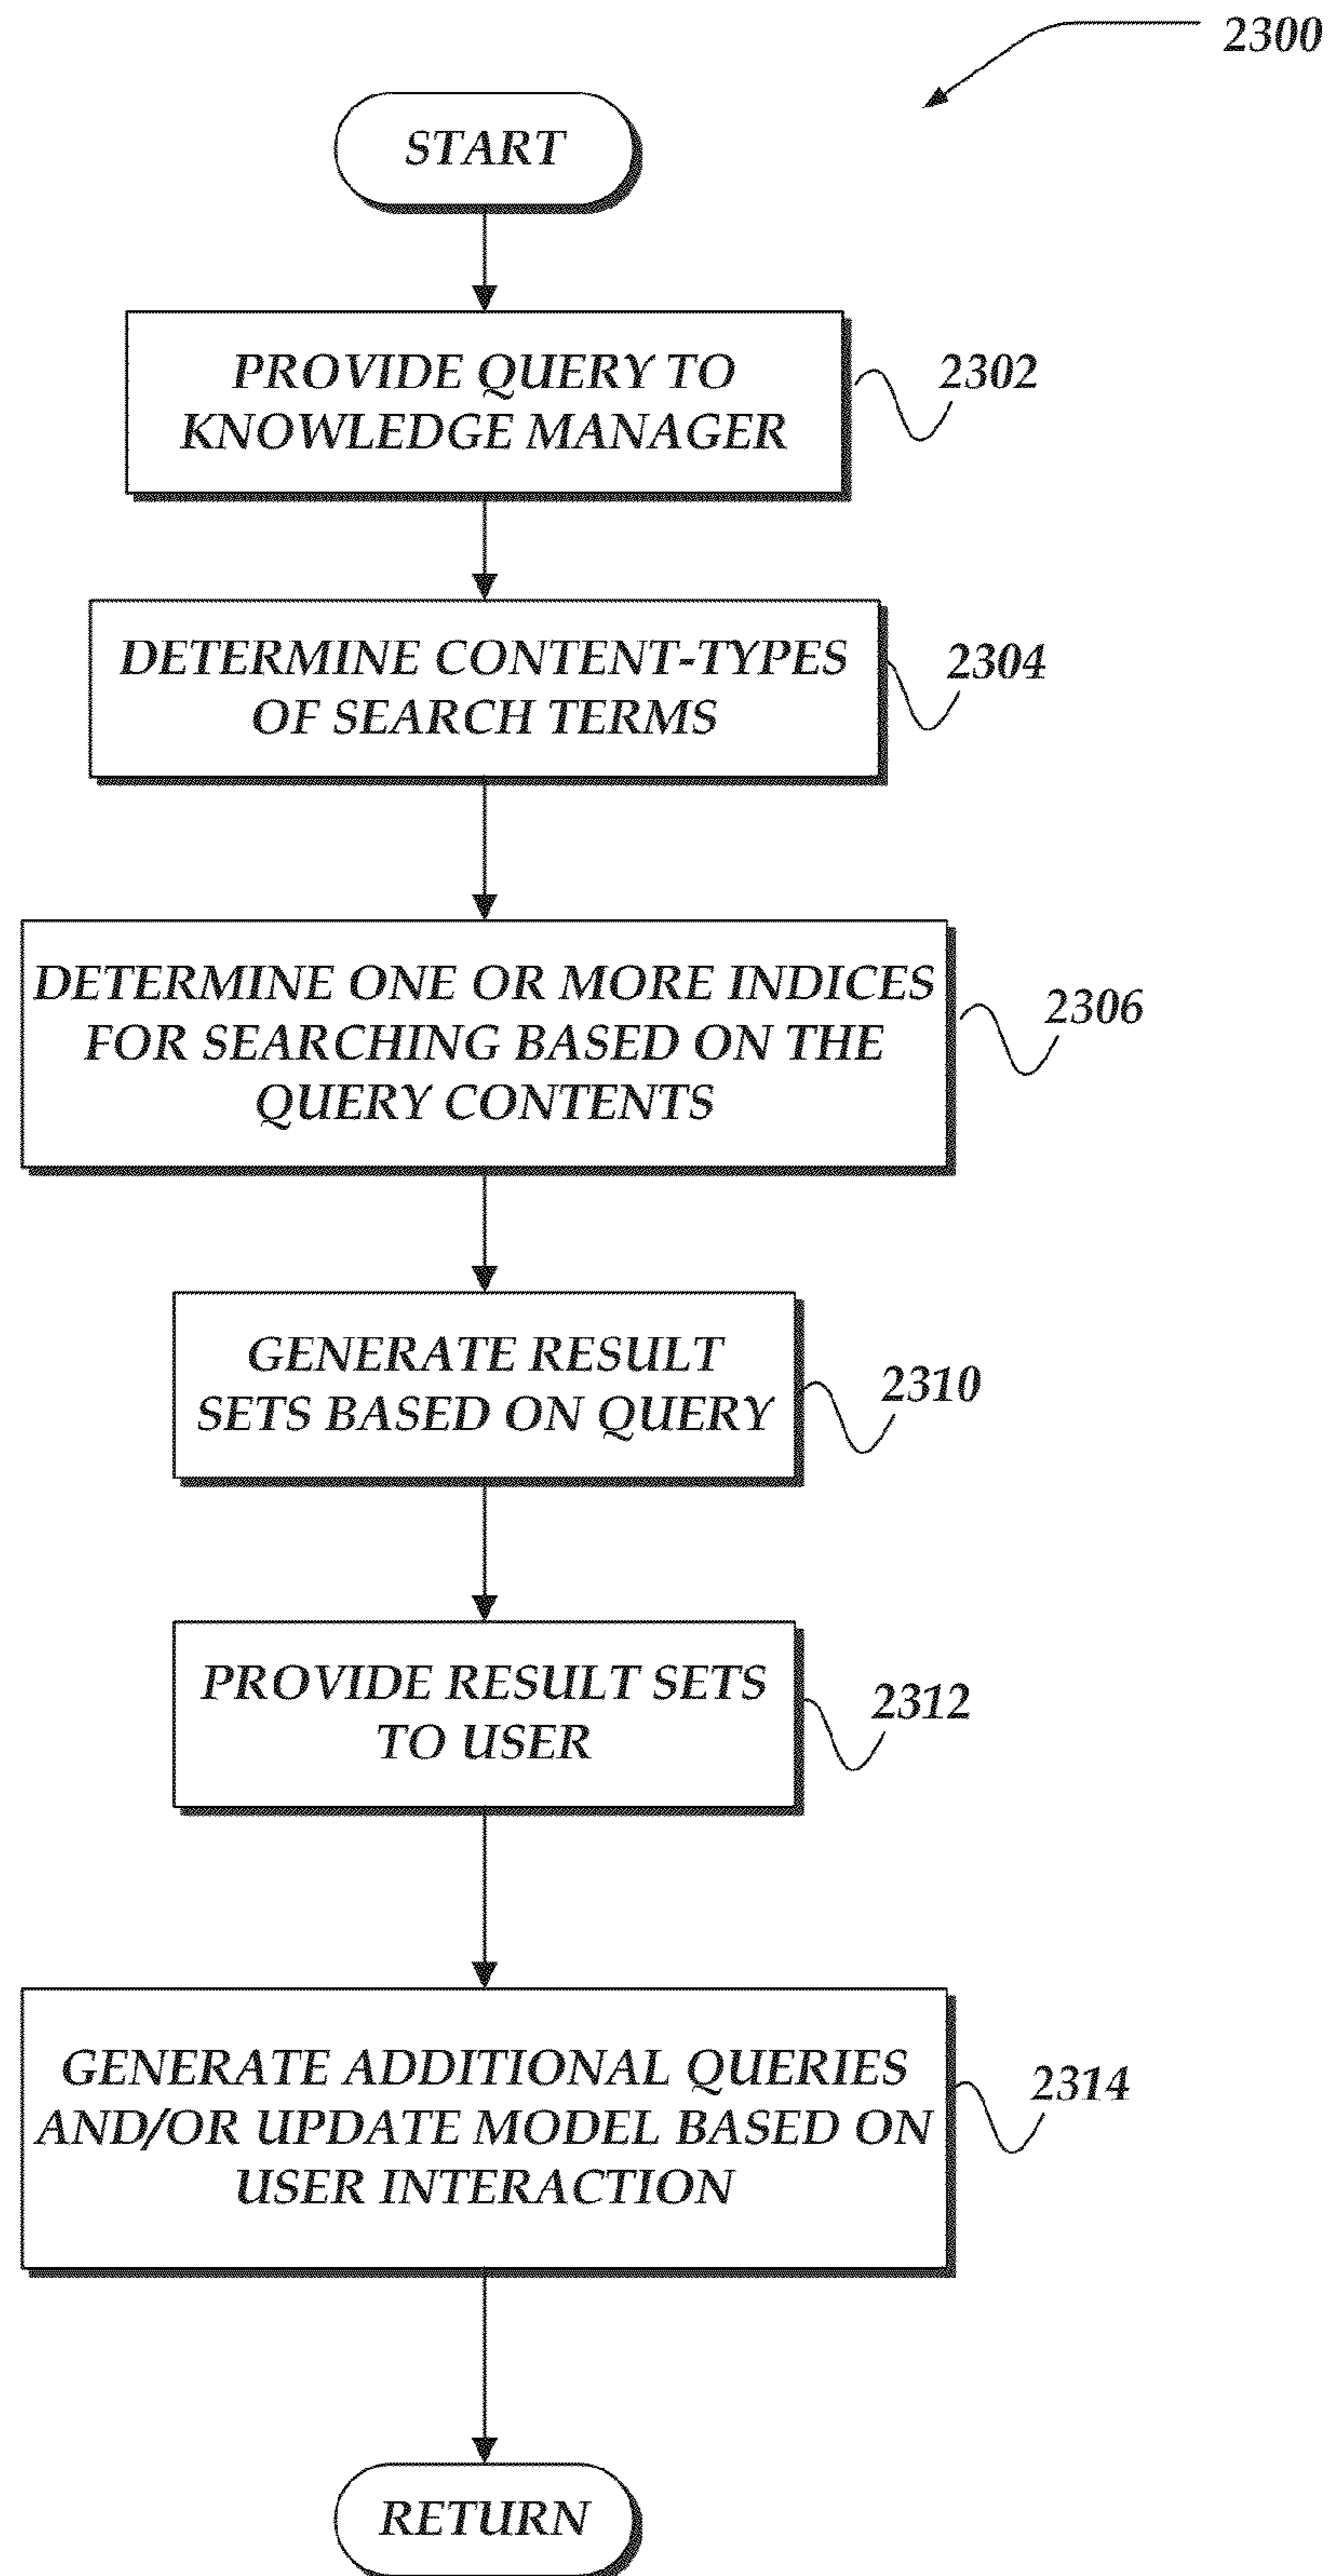 2300
START
PROVIDE QUERY TO
KNOWLEDGE MANAGER
2302
DETERMINE CONTENT-TYPES
OF SEARCH TERMS
2304
DETERMINE ONE OR MORE INDICES
FOR SEARCHING BASED ON THE
QUERY CONTENTS
2306
GENERATE RESULT
SETS BASED ON QUERY
2310
PROVIDE RESULT SETS
TO USER
2312
GENERATE ADDITIONAL QUERIES
AND/OR UPDATE MODEL BASED ON
USER INTERACTION
2314
RETURN